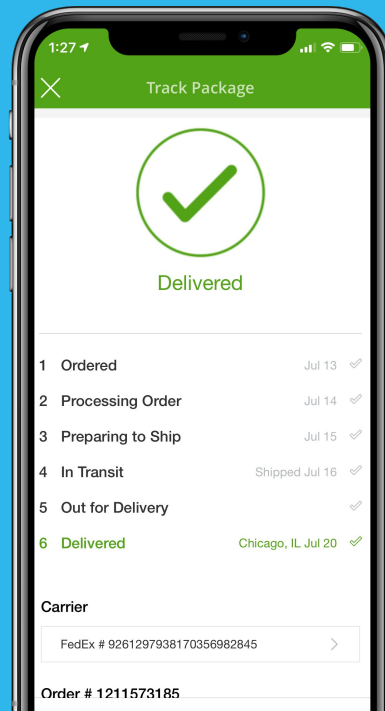 1:27
Track Package
Delivered
1 Ordered Jul 13
2 Processing Order Jul 14
3 Preparing to Ship Jul 15
4 In Transit Shipped Jul 16
5 Out for Delivery
6 Delivered Chicago, IL Jul 20
Carrier
FedEx # 9261297938170356982845
Order # 1211573185